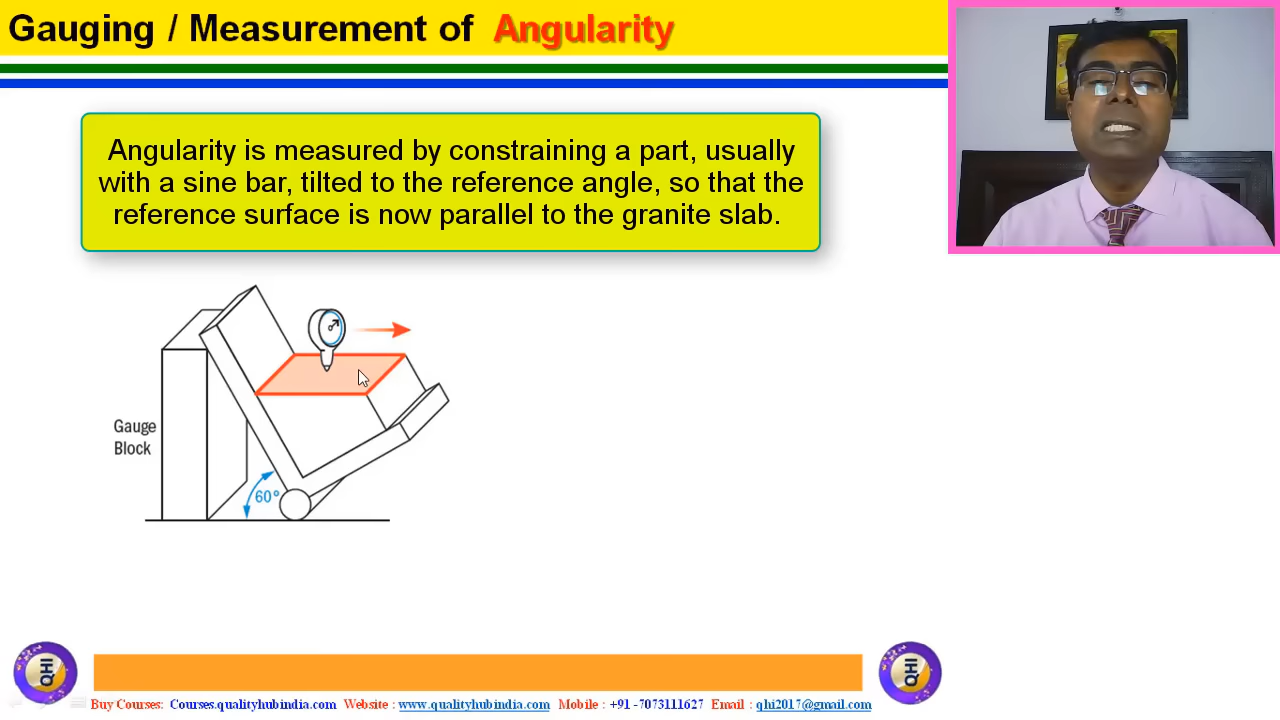 Gauging / Measurement of Angularity
Angularity is measured by constraining a part, usually
with a sine bar, tilted to the reference angle, so that the
reference surface is now parallel to the granite slab.
Gauge
Block
60°
IHQ
IHQ
Buy Courses: Courses.qualityhubindia.com Website : www.qualityhubindia.com Mobile : +91 -7073111627 Email : qhi2017@gmail.com